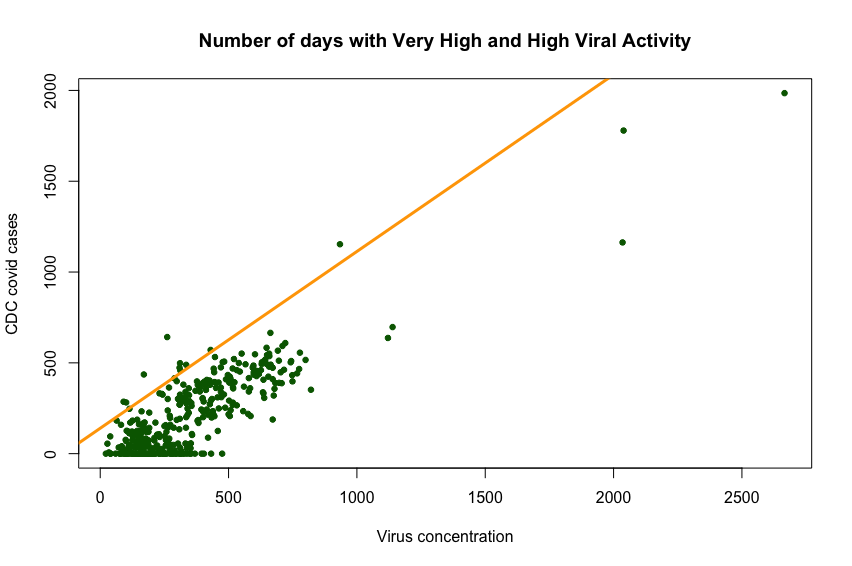 Number of days with Very High and High Viral Activity
CDC covid cases
2000
1500
1000
500
0
0 500 1000 1500 2000 2500
Virus concentration